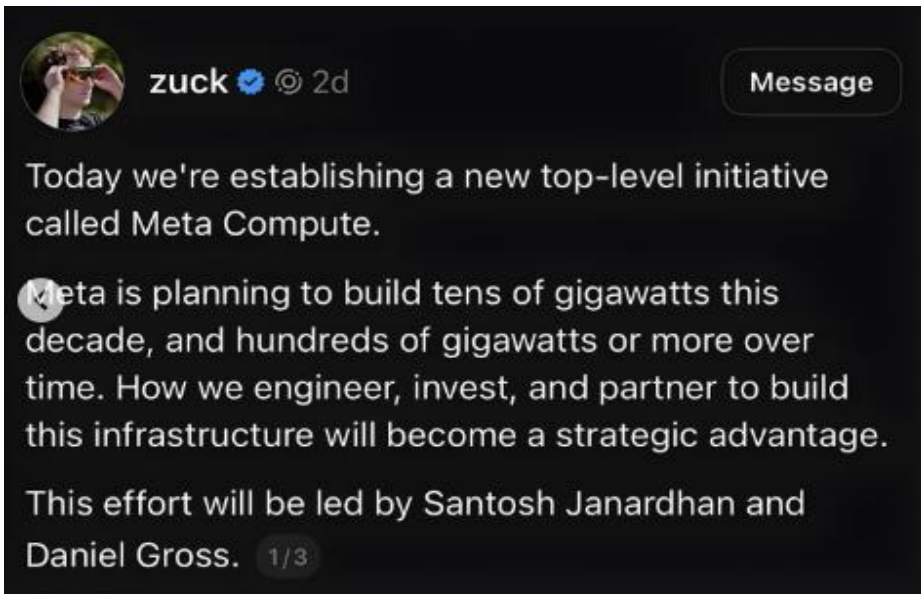 zuck 2d
Message
Today we're establishing a new top-level initiative
called Meta Compute.
Meta is planning to build tens of gigawatts this
decade, and hundreds of gigawatts or more over
time. How we engineer, invest, and partner to build
this infrastructure will become a strategic advantage.
This effort will be led by Santosh Janardhan and
Daniel Gross. 1/3